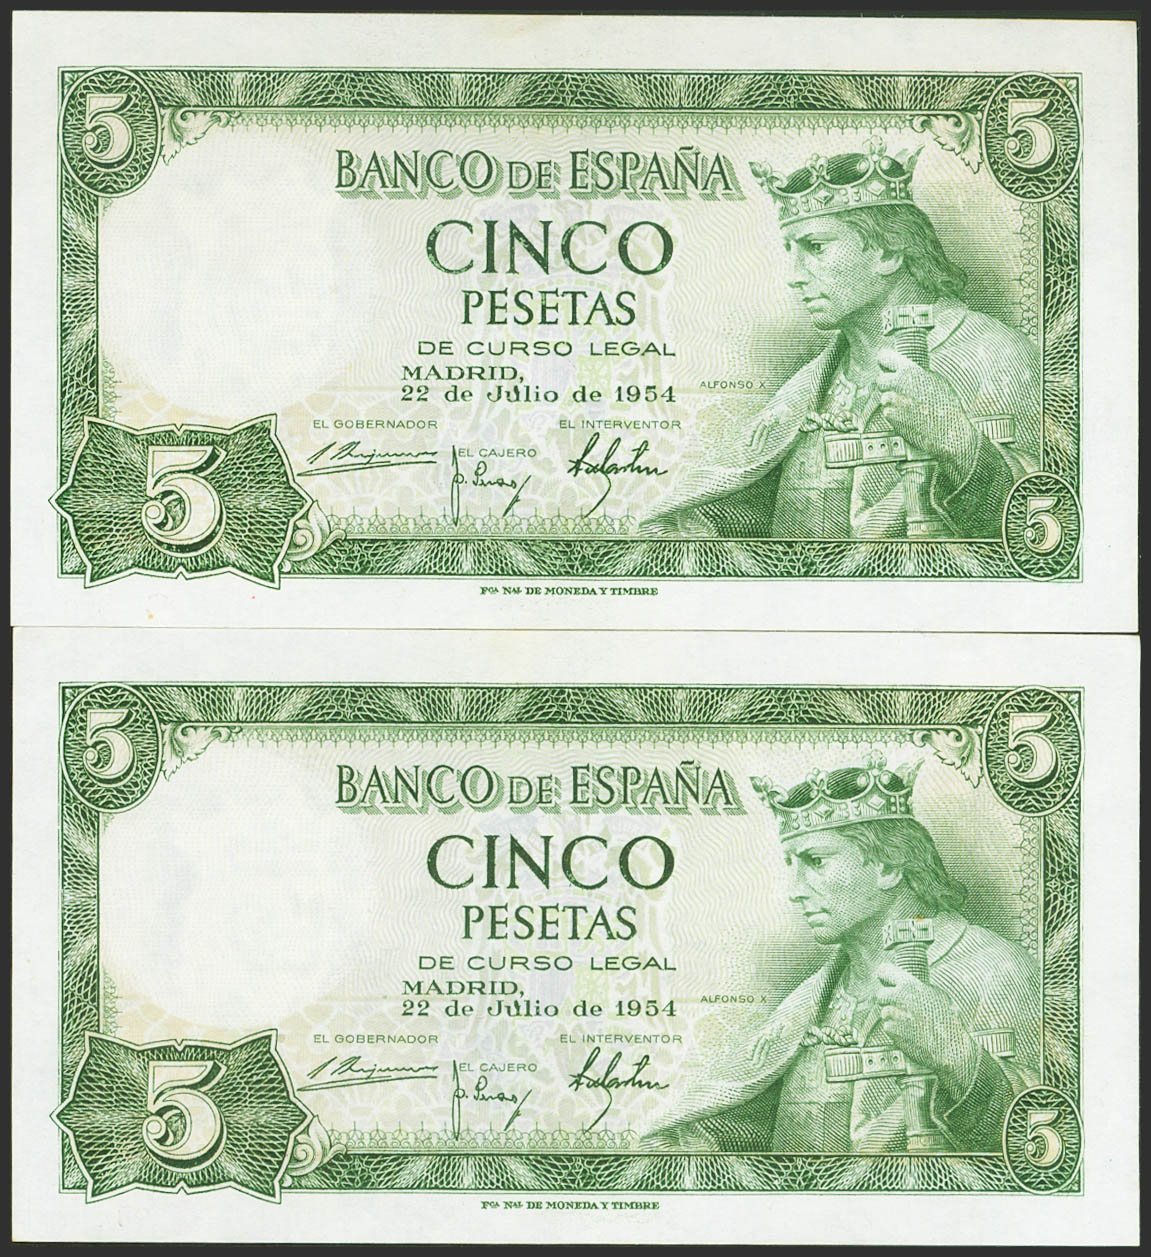 5 5
BANCO DE ESPAÑA
CINCO
PESETAS
DE CURSO LEGAL
MADRID,
22 de Julio de 1954
ALFONSO X
EL GOBERNADOR EL INTERVENTOR
EL CAJERO
5 5
Fca Nal DE MONEDA Y TIMBRE
5 5
BANCO DE ESPAÑA
CINCO
PESETAS
DE CURSO LEGAL
MADRID,
22 de Julio de 1954
ALFONSO X
EL GOBERNADOR EL INTERVENTOR
EL CAJERO
5 5
Fca Nal DE MONEDA Y TIMBRE